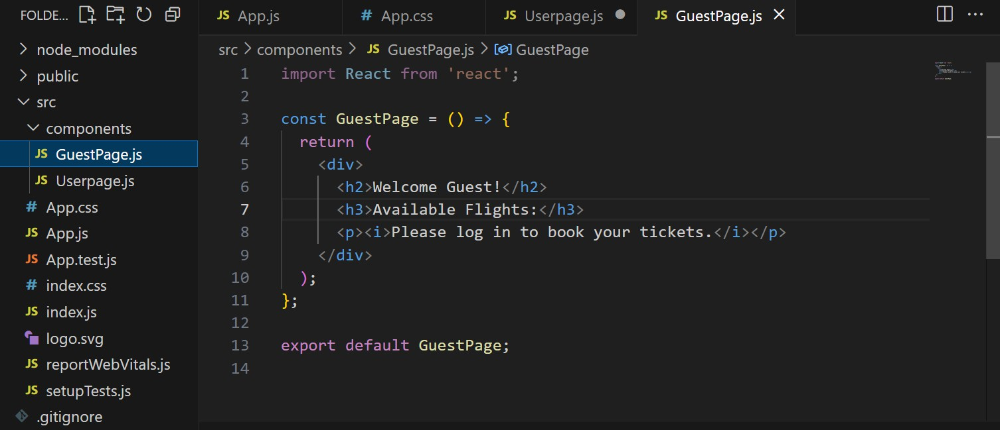 FOLDE...
node_modules
public
src
components
JS GuestPage.js
JS Userpage.js
# App.css
JS App.js
JS App.test.js
# index.css
JS index.js
logo.svg
JS reportWebVitals.js
JS setupTests.js
.gitignore
JS App.js
# App.css
JS Userpage.js
JS GuestPage.js
src > components > JS GuestPage.js > GuestPage
1 import React from 'react';
2
3 const GuestPage = () => {
4 return (
5 <div>
6 <h2>Welcome Guest!</h2>
7 <h3>Available Flights:</h3>
8 <p><i>Please log in to book your tickets.</i></p>
9 </div>
10 );
11 };
12
13 export default GuestPage;
14